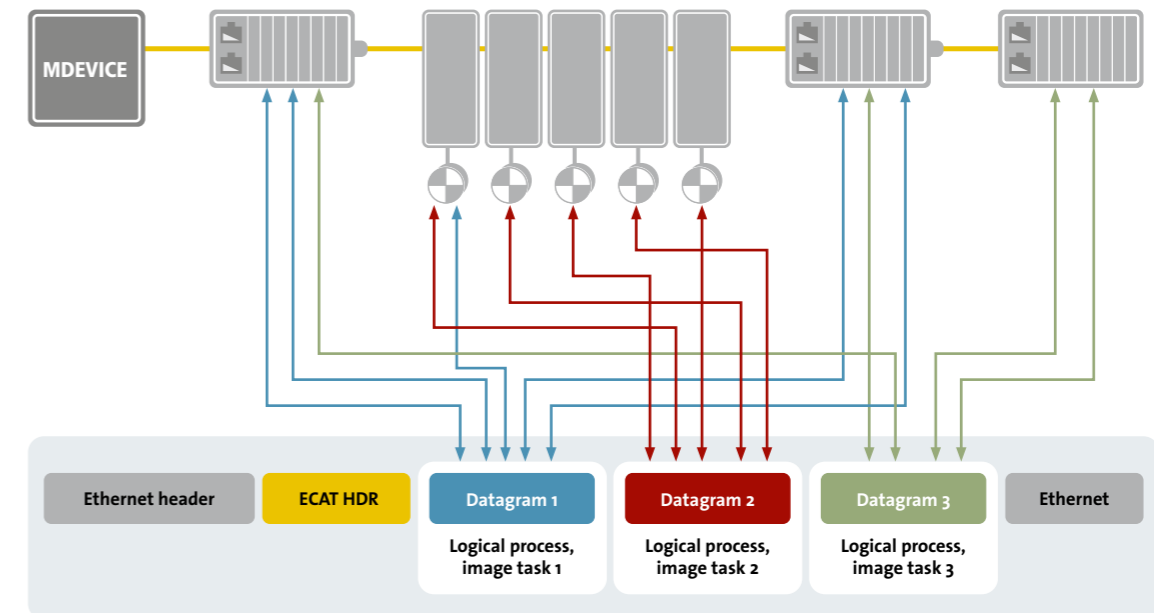 MDEVICE
Ethernet header
ECAT HDR
Datagram 1
Datagram 2
Datagram 3
Ethernet
Logical process,
image task 1
Logical process,
image task 2
Logical process,
image task 3